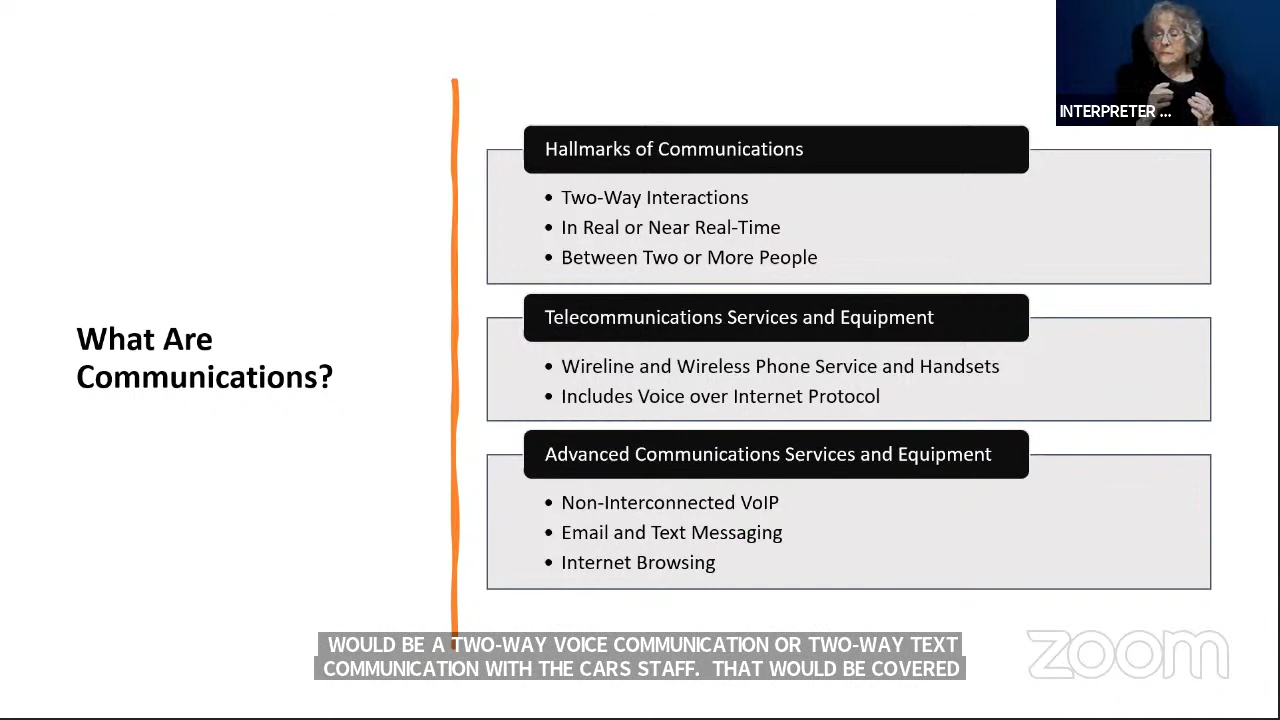 INTERPRETER ...
Hallmarks of Communications
• Two-Way Interactions
• In Real or Near Real-Time
• Between Two or More People
Telecommunications Services and Equipment
• Wireline and Wireless Phone Service and Handsets
• Includes Voice over Internet Protocol
Advanced Communications Services and Equipment
• Non-Interconnected VoIP
• Email and Text Messaging
• Internet Browsing
What Are
Communications?
WOULD BE A TWO-WAY VOICE COMMUNICATION OR TWO-WAY TEXT
COMMUNICATION WITH THE CARS STAFF.  THAT WOULD BE COVERED
zoom